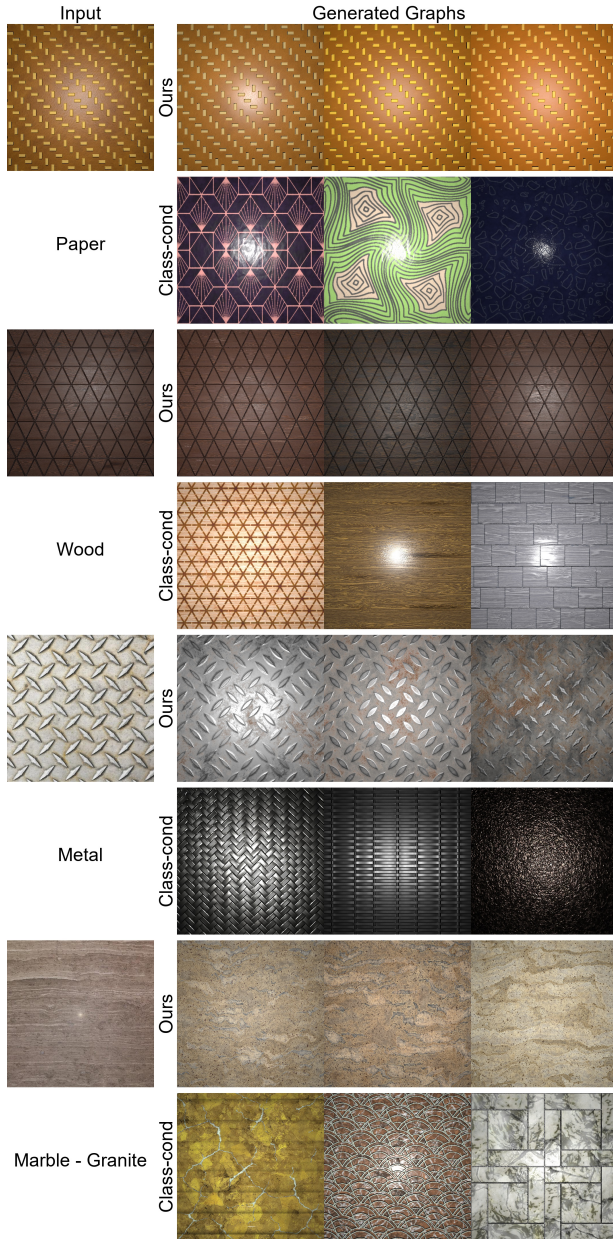 Input
Generated Graphs
Ours
Paper
Class-cond
Ours
Wood
Class-cond
Ours
Metal
Class-cond
Ours
Marble - Granite
Class-cond